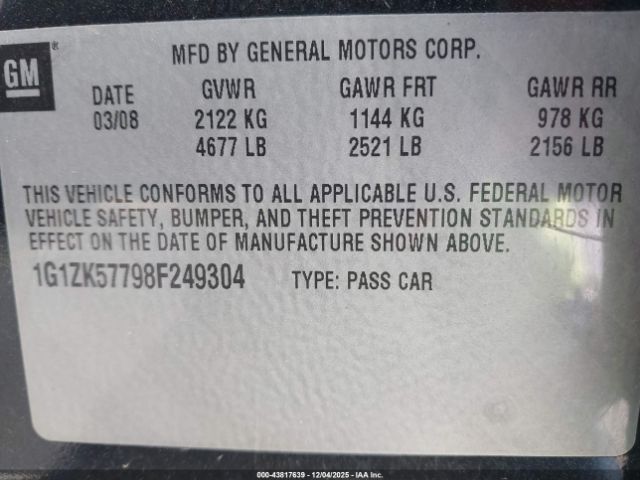 GM®
MFD BY GENERAL MOTORS CORP.
DATE GVWR GAWR FRT GAWR RR
03/08 2122 KG 1144 KG 978 KG
4677 LB 2521 LB 2156 LB
THIS VEHICLE CONFORMS TO ALL APPLICABLE U.S. FEDERAL MOTOR
VEHICLE SAFETY, BUMPER, AND THEFT PREVENTION STANDARDS IN
EFFECT ON THE DATE OF MANUFACTURE SHOWN ABOVE.
1G1ZK57798F249304 TYPE: PASS CAR
000-43817639 - 12/04/2025 - IAA Inc.